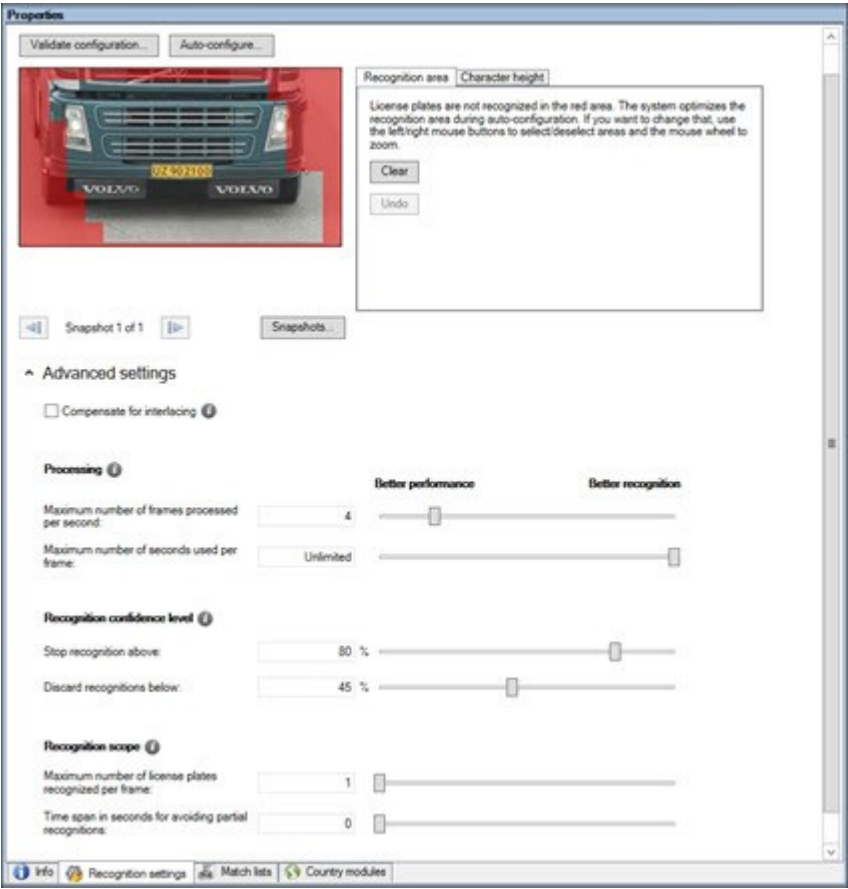 Properties
Validate configuration...
Auto-configure...
Recognition area
Character height
License plates are not recognized in the red area. The system optimizes the
recognition area during auto-configuration. If you want to change that, use
the left/right mouse buttons to select/deselect areas and the mouse wheel to
zoom.
Clear
Undo
UZ 90 2100
VOLVO VOLVO
Snapshot 1 of 1
Snapshots...
Advanced settings
Compensate for interlacing
Processing
Better performance
Better recognition
Maximum number of frames processed
per second:
4
Maximum number of seconds used per
frame:
Unlimited
Recognition confidence level
Stop recognition above:
80 %
Discard recognitions below:
45 %
Recognition scope
Maximum number of license plates
recognized per frame:
1
Time span in seconds for avoiding partial
recognitions:
0
Info
Recognition settings
Match lists
Country modules